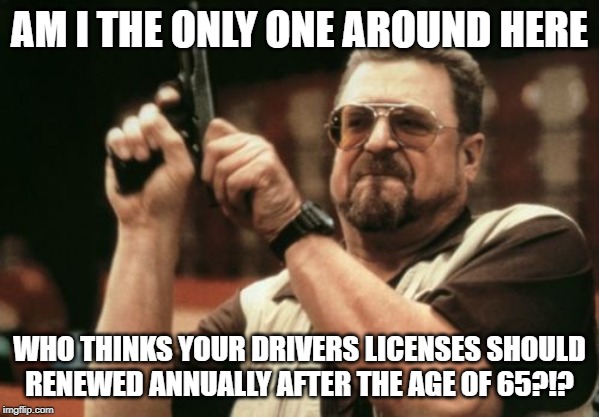 AM I THE ONLY ONE AROUND HERE
WHO THINKS YOUR DRIVERS LICENSES SHOULD
RENEWED ANNUALLY AFTER THE AGE OF 65?!?
imgflip.com